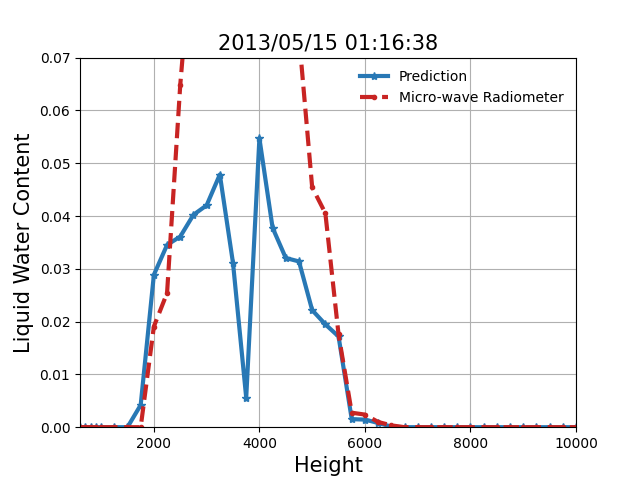 2013/05/15 01:16:38
Prediction
Micro-wave Radiometer
Liquid Water Content
0.07
0.06
0.05
0.04
0.03
0.02
0.01
0.00
2000 4000 6000 8000 10000
Height